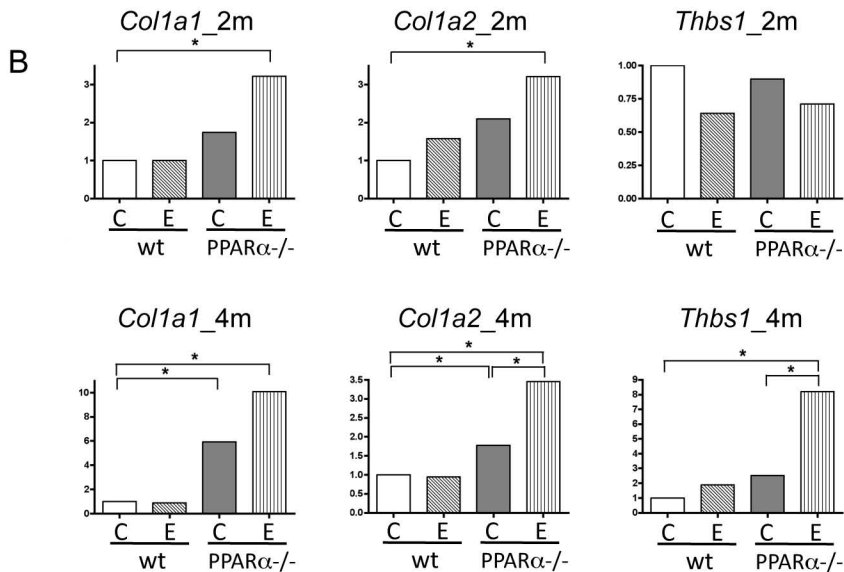 B
Col1a1_2m
*
3
2
1
0
C E C E
wt PPARα-/-
Col1a2_2m
*
3
2
1
0
C E C E
wt PPARα-/-
Thbs1_2m
1.00
0.75
0.50
0.25
0.00
C E C E
wt PPARα-/-
Col1a1_4m
*
*
10
8
6
4
2
0
C E C E
wt PPARα-/-
Col1a2_4m
*
* *
3.5
3.0
2.5
2.0
1.5
1.0
0.5
0.0
C E C E
wt PPARα-/-
Thbs1_4m
*
*
9
8
7
6
5
4
3
2
1
0
C E C E
wt PPARα-/-